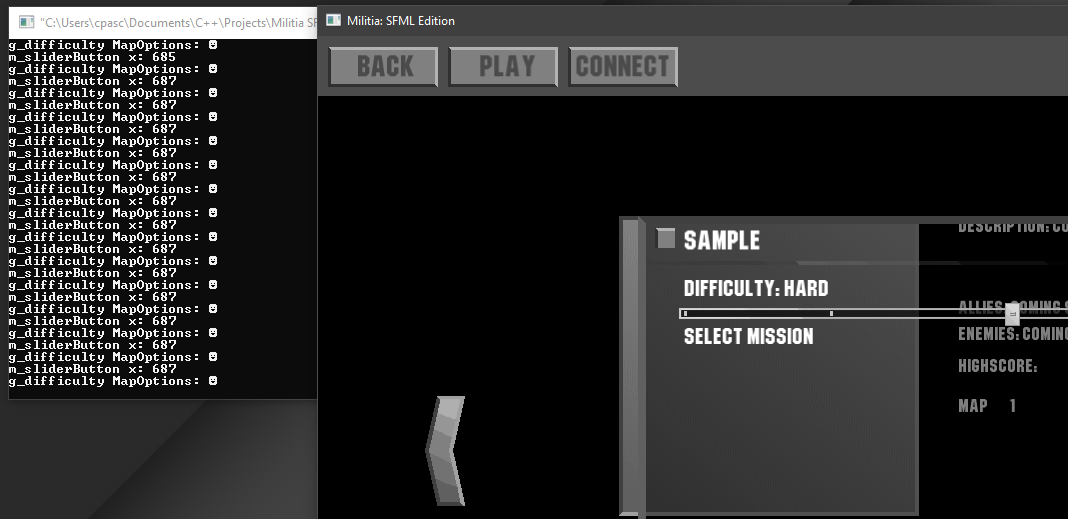 "C:\Users\cpasc\Documents\C++\Projects\Militia SF
g_difficulty MapOptions: ☻
m_sliderButton x: 685
g_difficulty MapOptions: ☻
m_sliderButton x: 687
g_difficulty MapOptions: ☻
m_sliderButton x: 687
g_difficulty MapOptions: ☻
m_sliderButton x: 687
g_difficulty MapOptions: ☻
m_sliderButton x: 687
g_difficulty MapOptions: ☻
m_sliderButton x: 687
g_difficulty MapOptions: ☻
m_sliderButton x: 687
g_difficulty MapOptions: ☻
m_sliderButton x: 687
g_difficulty MapOptions: ☻
m_sliderButton x: 687
g_difficulty MapOptions: ☻
m_sliderButton x: 687
g_difficulty MapOptions: ☻
m_sliderButton x: 687
g_difficulty MapOptions: ☻
m_sliderButton x: 687
g_difficulty MapOptions: ☻
m_sliderButton x: 687
g_difficulty MapOptions: ☻
m_sliderButton x: 687
g_difficulty MapOptions: ☻
Militia: SFML Edition
BACK PLAY CONNECT
SAMPLE
DIFFICULTY: HARD
SELECT MISSION
DESCRIPTION: CO
ALLIES: COMING S
ENEMIES: COMING
HIGHSCORE:
MAP 1